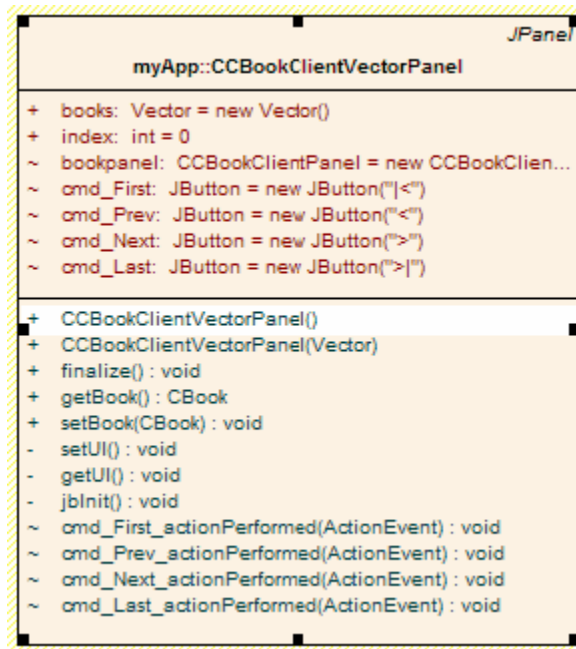 JPanel
myApp::CCBookClientVectorPanel
+ books: Vector = new Vector()
+ index: int = 0
~ bookpanel: CCBookClientPanel = new CCBookClien...
~ cmd_First: JButton = new JButton("|<")
~ cmd_Prev: JButton = new JButton("<")
~ cmd_Next: JButton = new JButton(">")
~ cmd_Last: JButton = new JButton(">|")
+ CCBookClientVectorPanel()
+ CCBookClientVectorPanel(Vector)
+ finalize() : void
+ getBook() : CBook
+ setBook(CBook) : void
- setUI() : void
- getUI() : void
- jbInit() : void
~ cmd_First_actionPerformed(ActionEvent) : void
~ cmd_Prev_actionPerformed(ActionEvent) : void
~ cmd_Next_actionPerformed(ActionEvent) : void
~ cmd_Last_actionPerformed(ActionEvent) : void